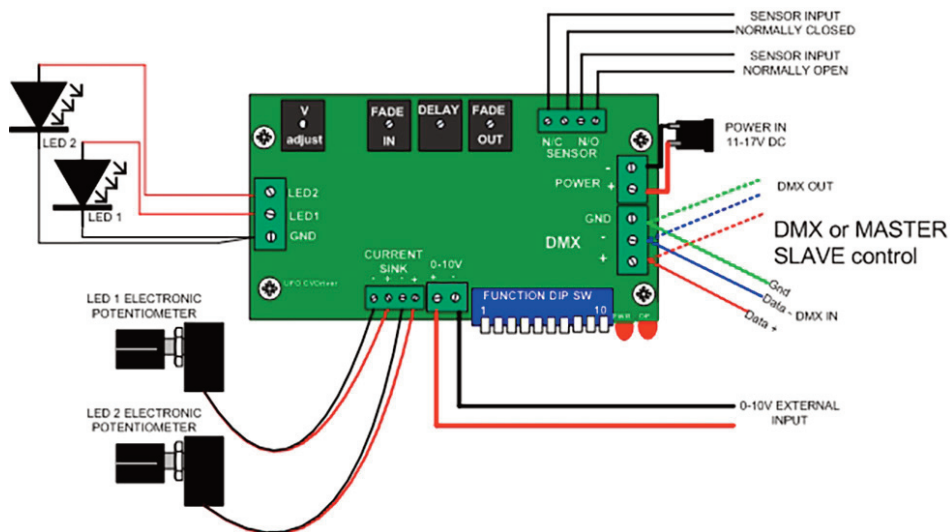 SENSOR INPUT
NORMALLY CLOSED
SENSOR INPUT
NORMALLY OPEN
V
adjust
FADE
IN
DELAY
FADE
OUT
N/C N/O
SENSOR
POWER IN
11-17V DC
-
POWER +
LED 2
LED 1
LED2
LED1
GND
GND
-
DMX
+
DMX OUT
DMX or MASTER
SLAVE control
Gnd
Data -
DMX IN
Data +
CURRENT
SINK
- + - +
0-10V
+ -
UFO CVDriver
FUNCTION DIP SW
1 10
PWR
LED 1 ELECTRONIC
POTENTIOMETER
LED 2 ELECTRONIC
POTENTIOMETER
0-10V EXTERNAL
INPUT